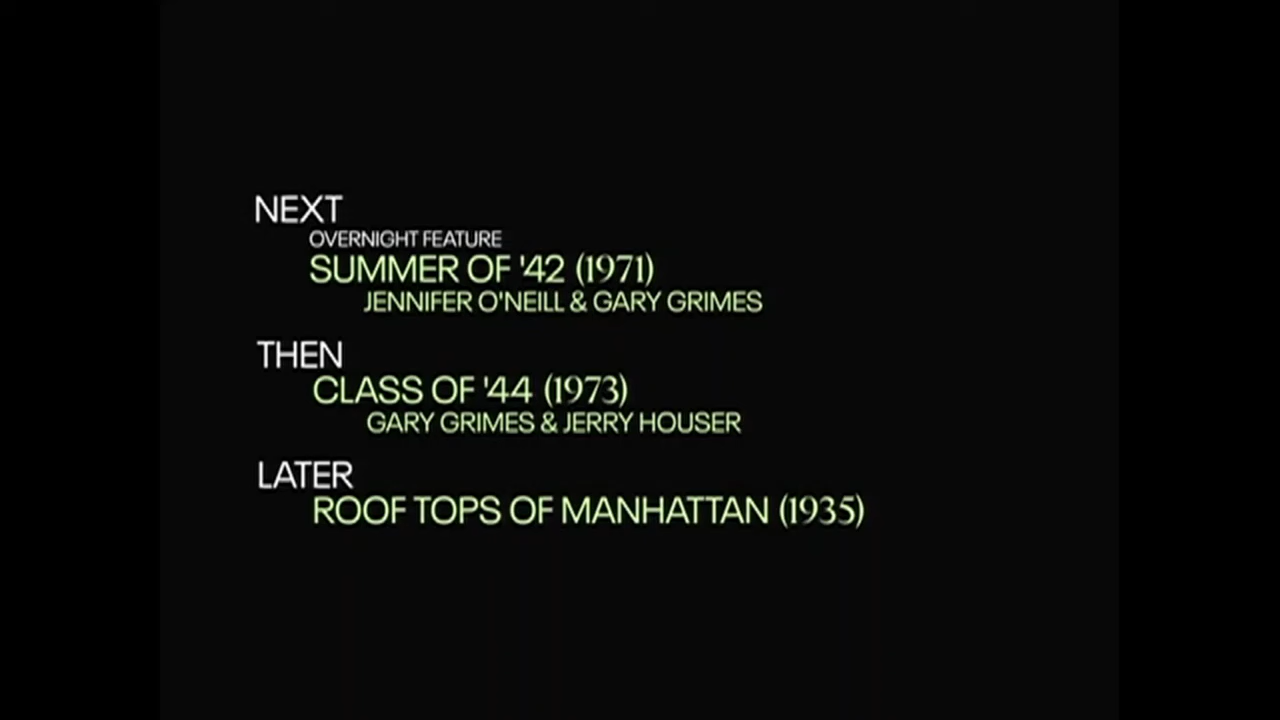 NEXT
OVERNIGHT FEATURE
SUMMER OF '42 (1971)
JENNIFER O'NEILL & GARY GRIMES
THEN
CLASS OF '44 (1973)
GARY GRIMES & JERRY HOUSER
LATER
ROOF TOPS OF MANHATTAN (1935)